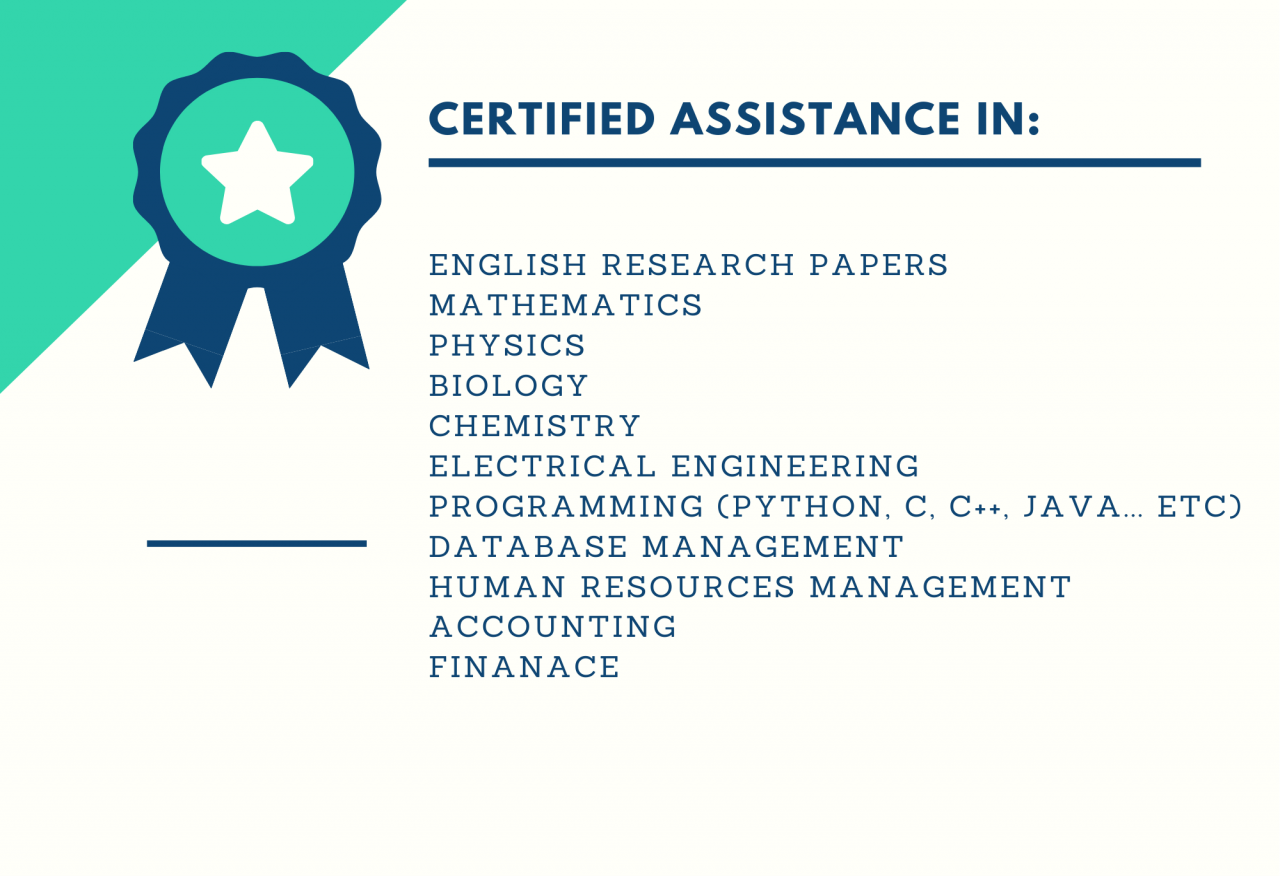 CERTIFIED ASSISTANCE IN:
ENGLISH RESEARCH PAPERS
MATHEMATICS
PHYSICS
BIOLOGY
CHEMISTRY
ELECTRICAL ENGINEERING
PROGRAMMING (PYTHON, C, C++, JAVA... ETC)
DATABASE MANAGEMENT
HUMAN RESOURCES MANAGEMENT
ACCOUNTING
FINANACE